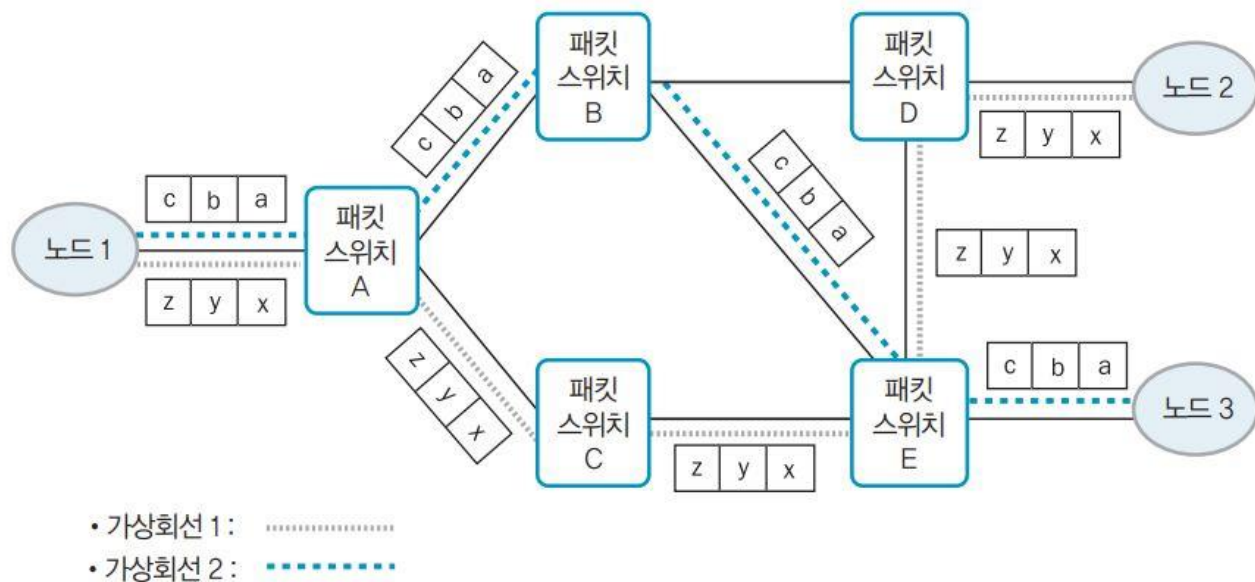 패킷
스위치
B
패킷
스위치
D
노드 2
c b a
z y x
c b a
c b a
노드 1
패킷
스위치
A
z y x
z y x
z y x
패킷
스위치
C
z y x
패킷
스위치
E
c b a
노드 3
• 가상회선 1 :
• 가상회선 2 :